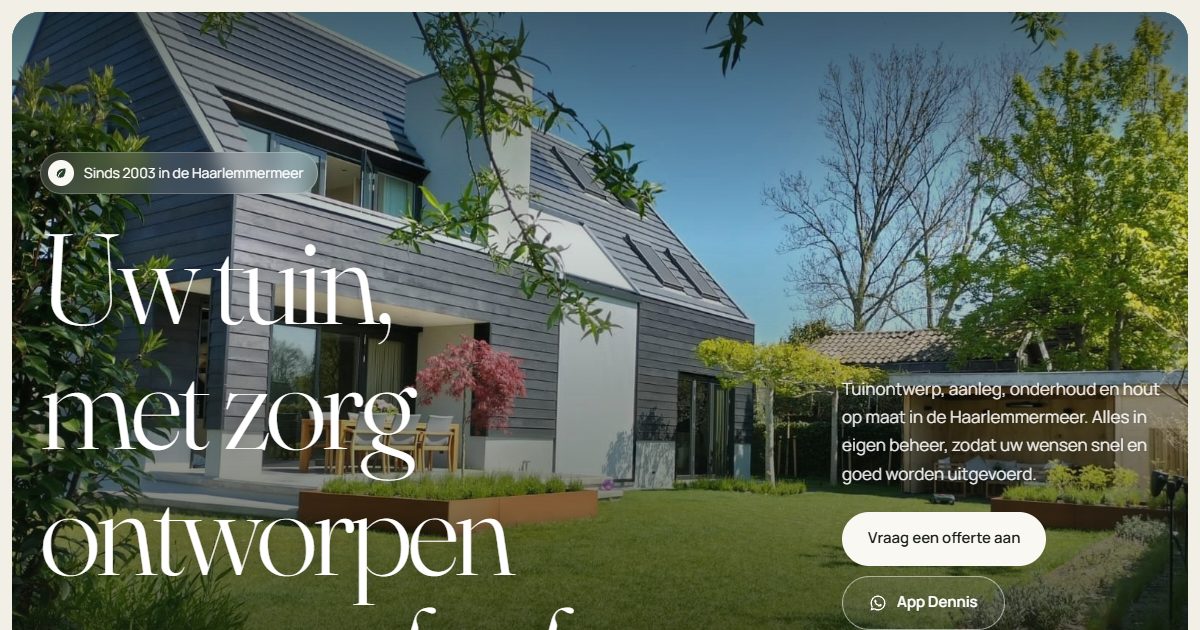 Sinds 2003 in de Haarlemmermeer
Uw tuin,
met zorg
ontworpen
Tuinontwerp, aanleg, onderhoud en hout
op maat in de Haarlemmermeer. Alles in
eigen beheer, zodat uw wensen snel en
goed worden uitgevoerd.
Vraag een offerte aan
App Dennis